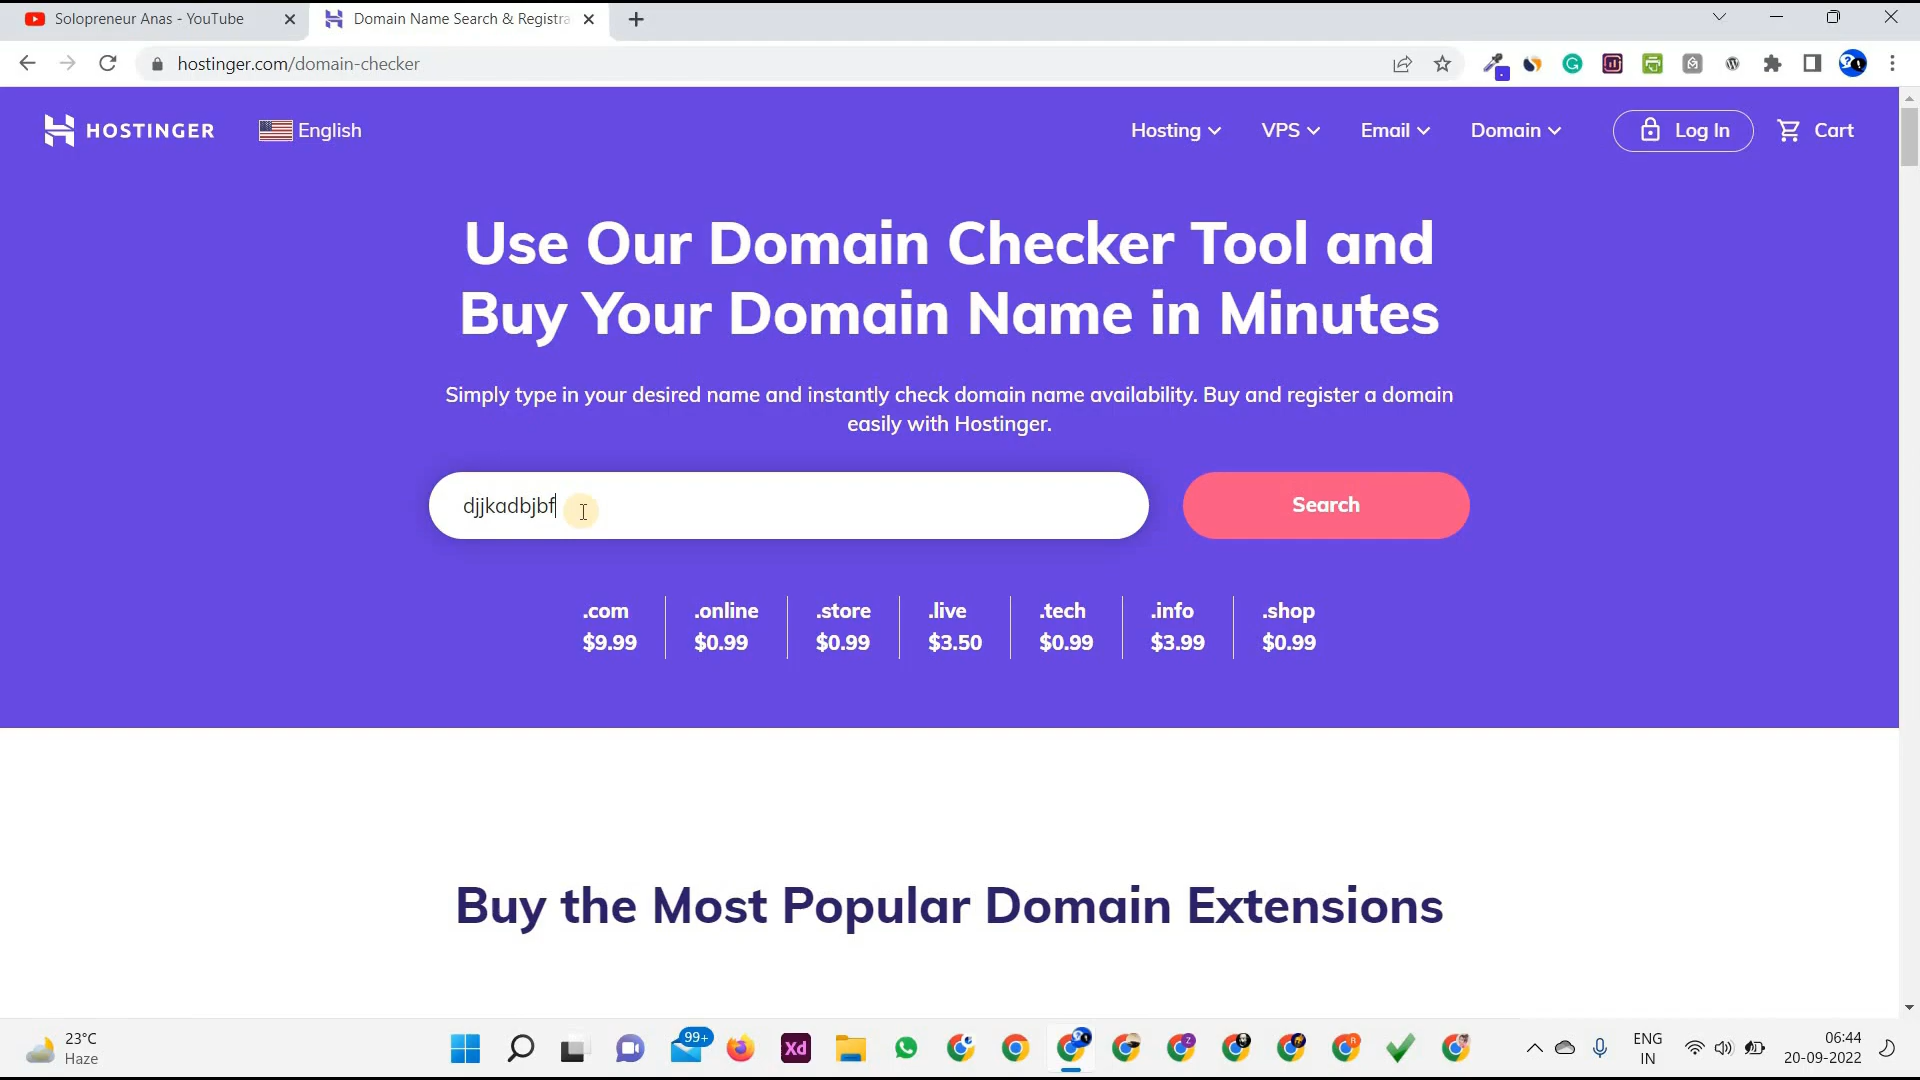 Solopreneur Anas - YouTube
Domain Name Search & Registra
hostinger.com/domain-checker
HOSTINGER
English
Hosting
VPS
Email
Domain
Log In
Cart
Use Our Domain Checker Tool and
Buy Your Domain Name in Minutes
Simply type in your desired name and instantly check domain name availability. Buy and register a domain
easily with Hostinger.
djjkadbjbf
Search
.com
$9.99
.online
$0.99
.store
$0.99
.live
$3.50
.tech
$0.99
.info
$3.99
.shop
$0.99
Buy the Most Popular Domain Extensions
23°C
Haze
99+
Xd
ENG
IN
06:44
20-09-2022